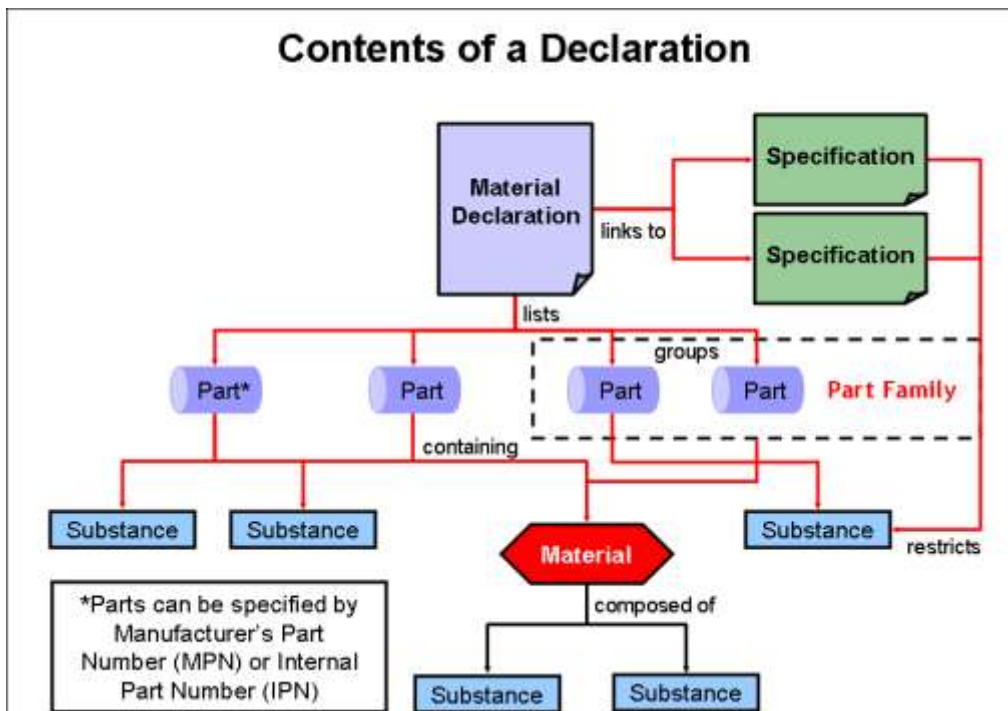 Contents of a Declaration
Material
Declaration
Specification
links to
Specification
lists
groups
Part*
Part
Part
Part
Part Family
containing
Substance
Substance
Material
Substance
restricts
*Parts can be specified by
Manufacturer's Part
Number (MPN) or Internal
Part Number (IPN)
composed of
Substance
Substance